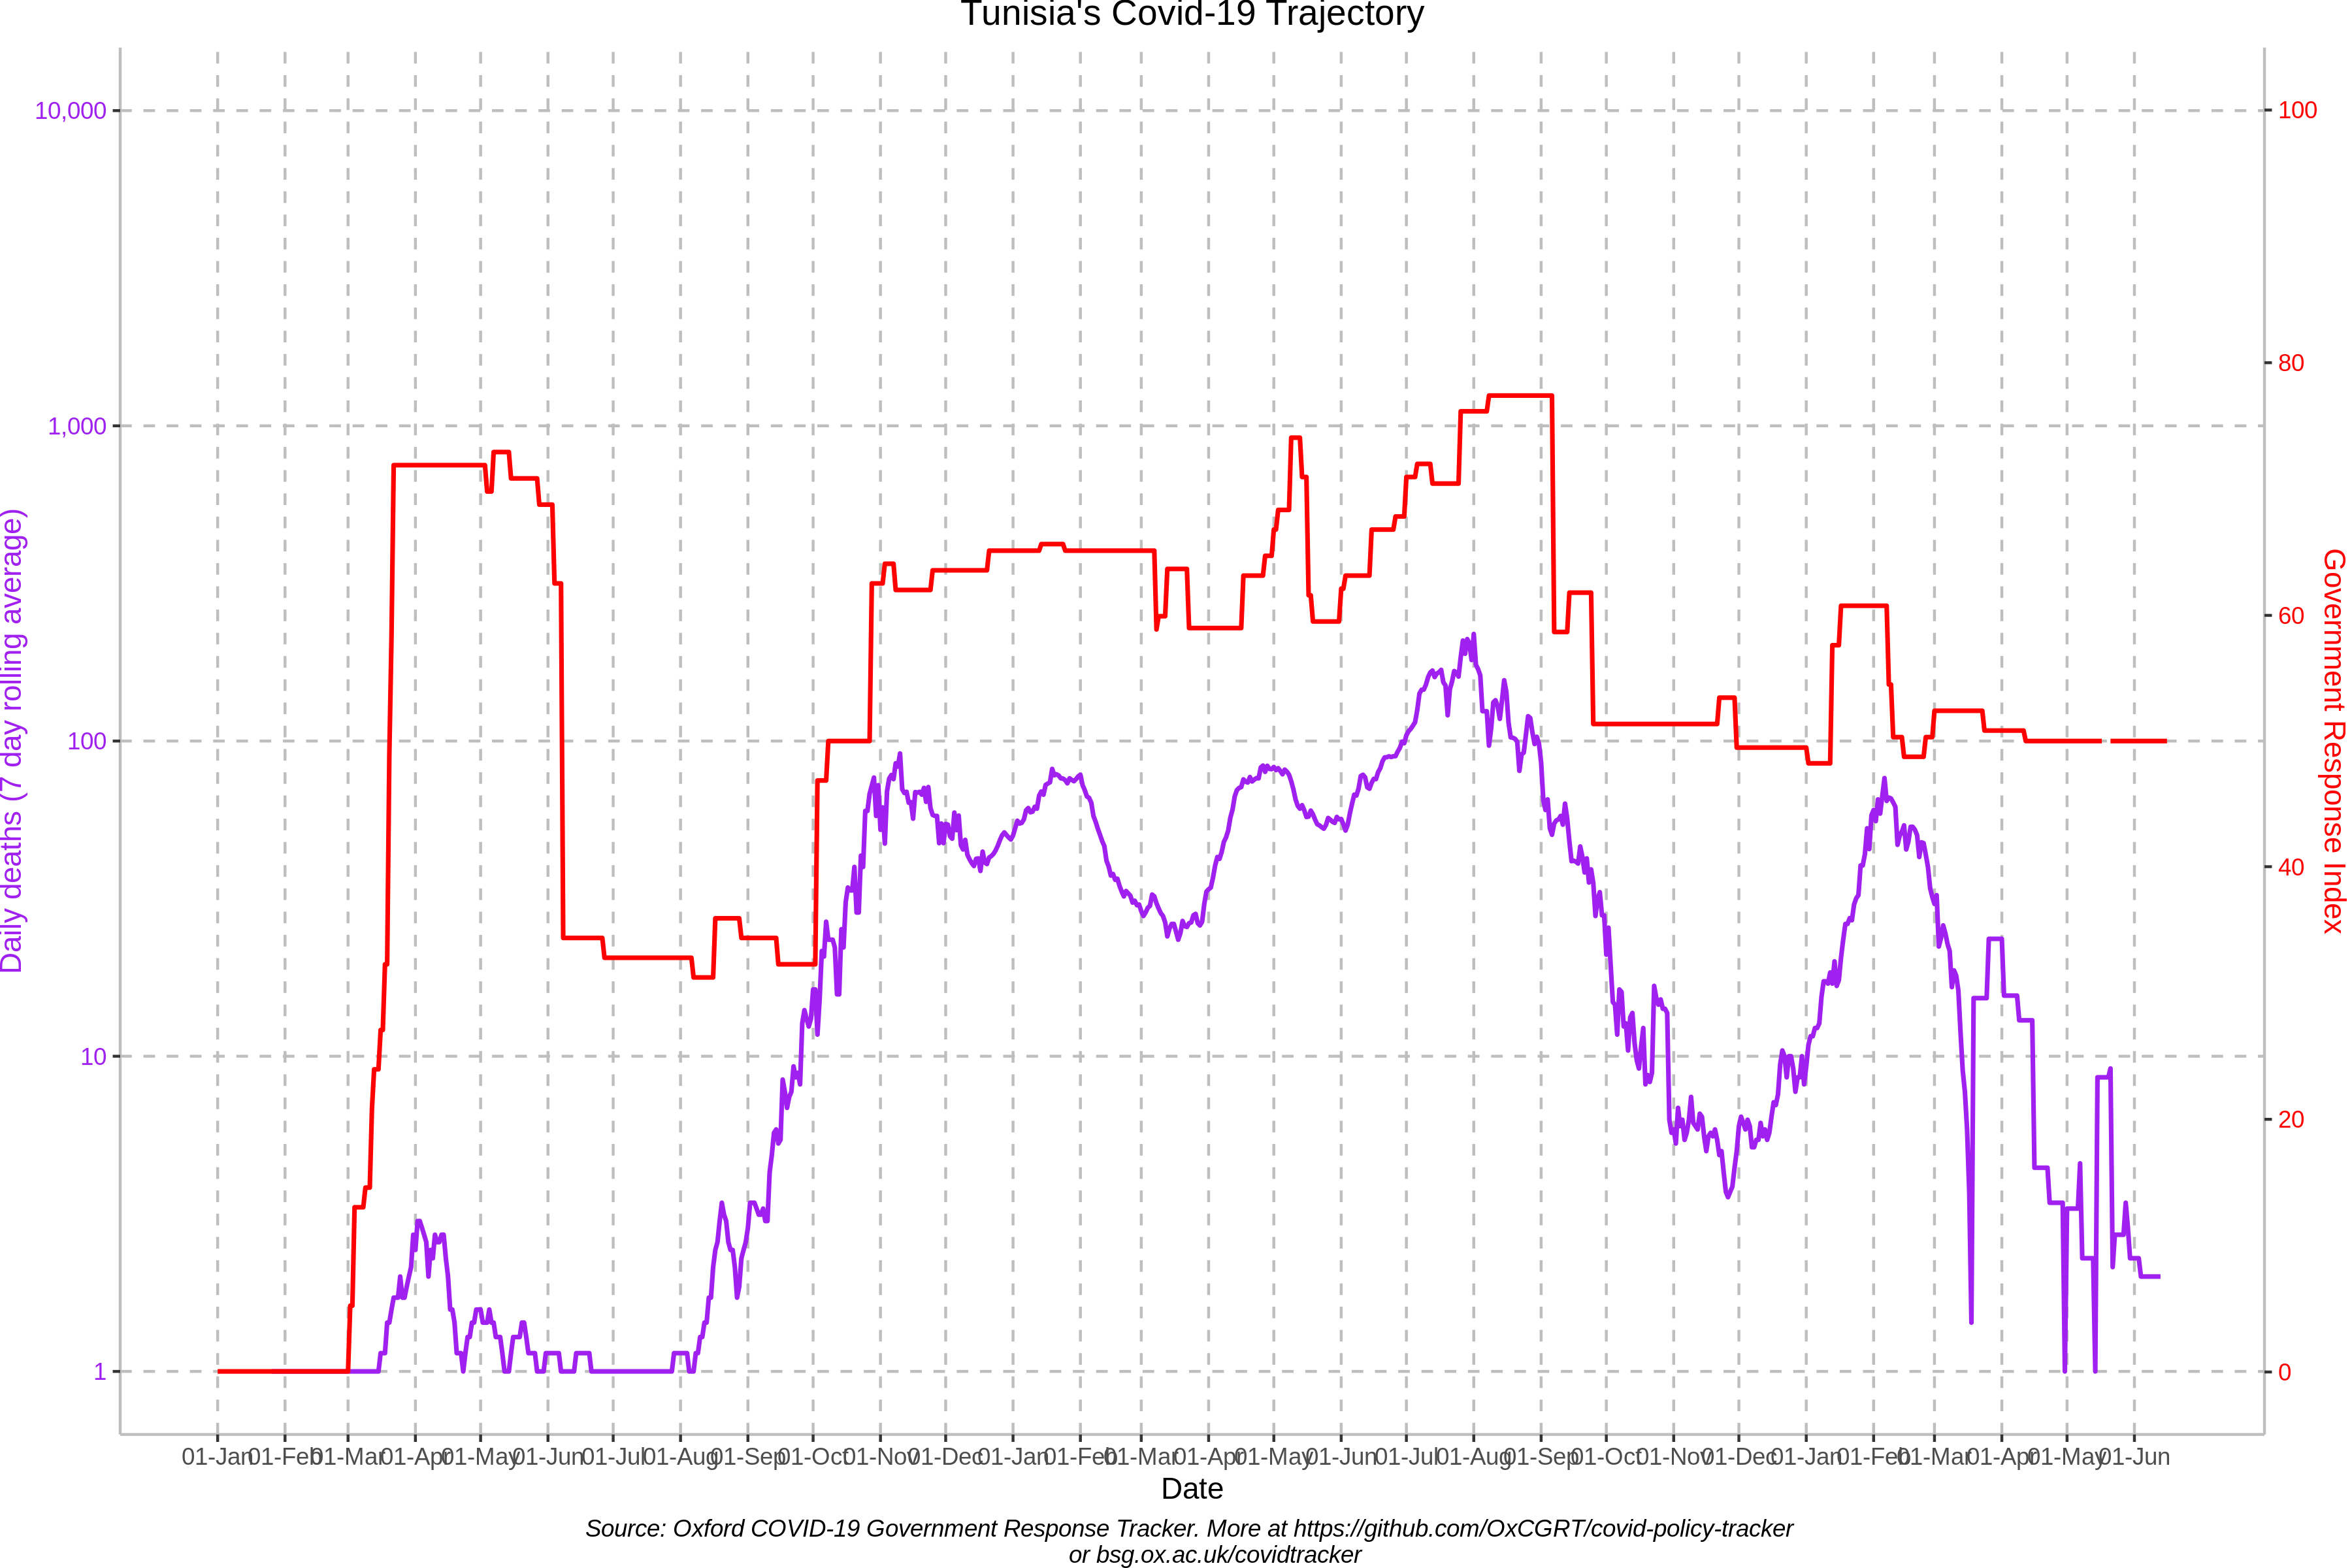 Tunisia's Covid-19 Trajectory
10,000
1,000
100
10
1
Daily deaths (7 day rolling average)
100
80
60
40
20
0
Government Response Index
01-Jan 01-Feb 01-Mar 01-Apr 01-May 01-Jun 01-Jul 01-Aug 01-Sep 01-Oct 01-Nov 01-Dec 01-Jan 01-Feb 01-Mar 01-Apr 01-May 01-Jun 01-Jul 01-Aug 01-Sep 01-Oct 01-Nov 01-Dec 01-Jan 01-Feb 01-Mar 01-Apr 01-May 01-Jun
Date
Source: Oxford COVID-19 Government Response Tracker. More at https://github.com/OxCGRT/covid-policy-tracker
or bsg.ox.ac.uk/covidtracker